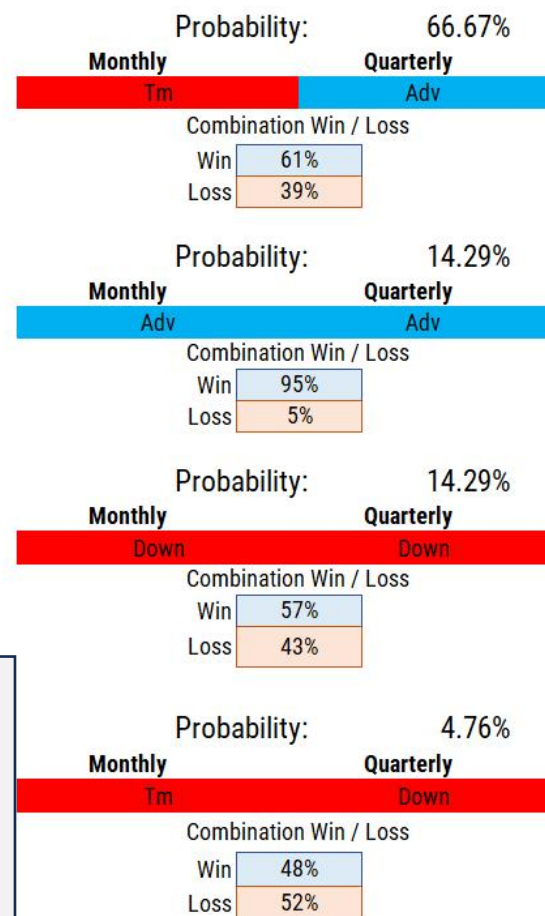 Probability: 66.67%
Monthly Quarterly
Tm Adv
Combination Win / Loss
Win 61%
Loss 39%
Probability: 14.29%
Monthly Quarterly
Adv Adv
Combination Win / Loss
Win 95%
Loss 5%
Probability: 14.29%
Monthly Quarterly
Down Down
Combination Win / Loss
Win 57%
Loss 43%
Probability: 4.76%
Monthly Quarterly
Tm Down
Combination Win / Loss
Win 48%
Loss 52%